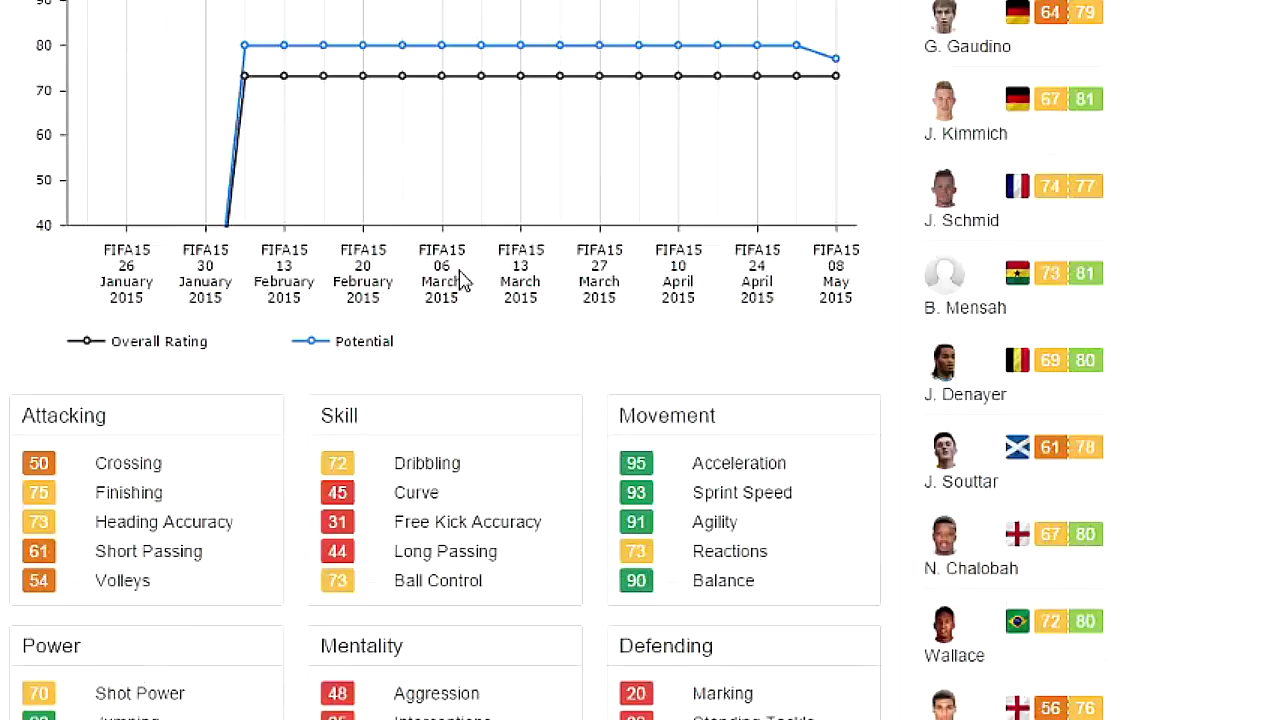 90
80
70
60
50
40
FIFA15 FIFA15 FIFA15 FIFA15 FIFA15 FIFA15 FIFA15 FIFA15 FIFA15 FIFA15
26 30 13 20 06 13 27 10 24 08
January January February February March March March April April May
2015 2015 2015 2015 2015 2015 2015 2015 2015 2015
Overall Rating Potential
Attacking
50 Crossing
75 Finishing
73 Heading Accuracy
61 Short Passing
54 Volleys
Skill
72 Dribbling
45 Curve
31 Free Kick Accuracy
44 Long Passing
73 Ball Control
Movement
95 Acceleration
93 Sprint Speed
91 Agility
73 Reactions
90 Balance
Power
70 Shot Power
Jumping
Mentality
48 Aggression
Interceptions
Defending
20 Marking
Standing Tackle
64 79
G. Gaudino
67 81
J. Kimmich
74 77
J. Schmid
73 81
B. Mensah
69 80
J. Denayer
61 78
J. Souttar
67 80
N. Chalobah
72 80
Wallace
56 76